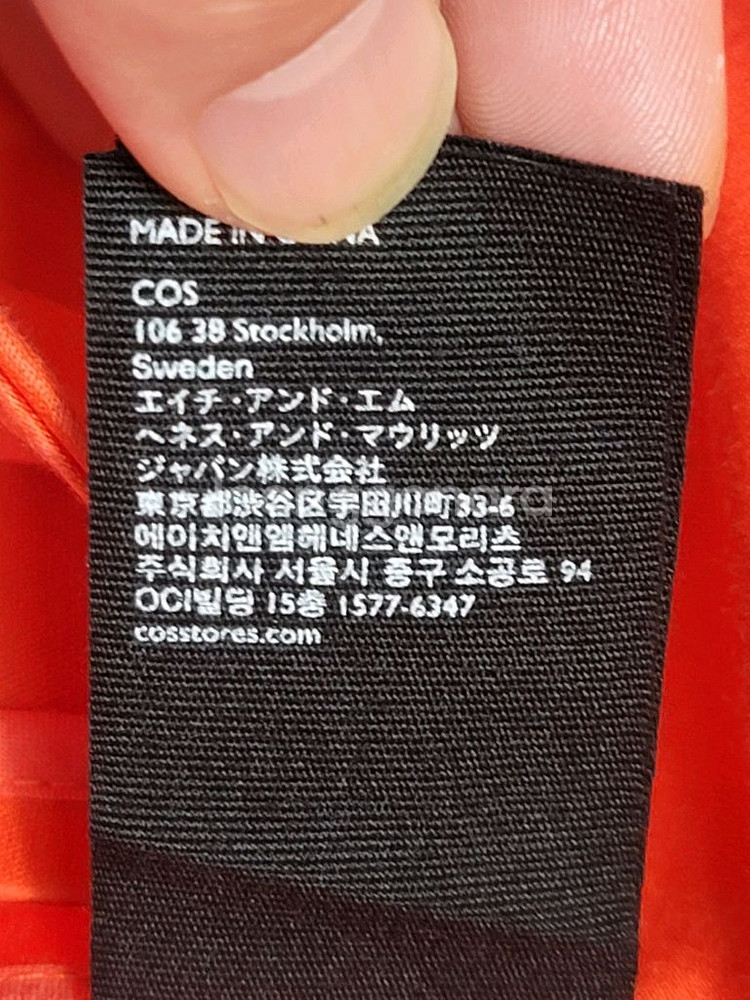 MADE IN
COS
106 38 Stockholm,
Sweden
エイチ・アンド・エム
ヘネス・アンド・マウリッツ
ジャパン株式会社
東京都渋谷区宇田川町33-6
에이치앤엠헤네스앤모리츠
주식회사 서울시 중구 소공로 94
OCI빌딩 15층 1577-6347
cosstores.com